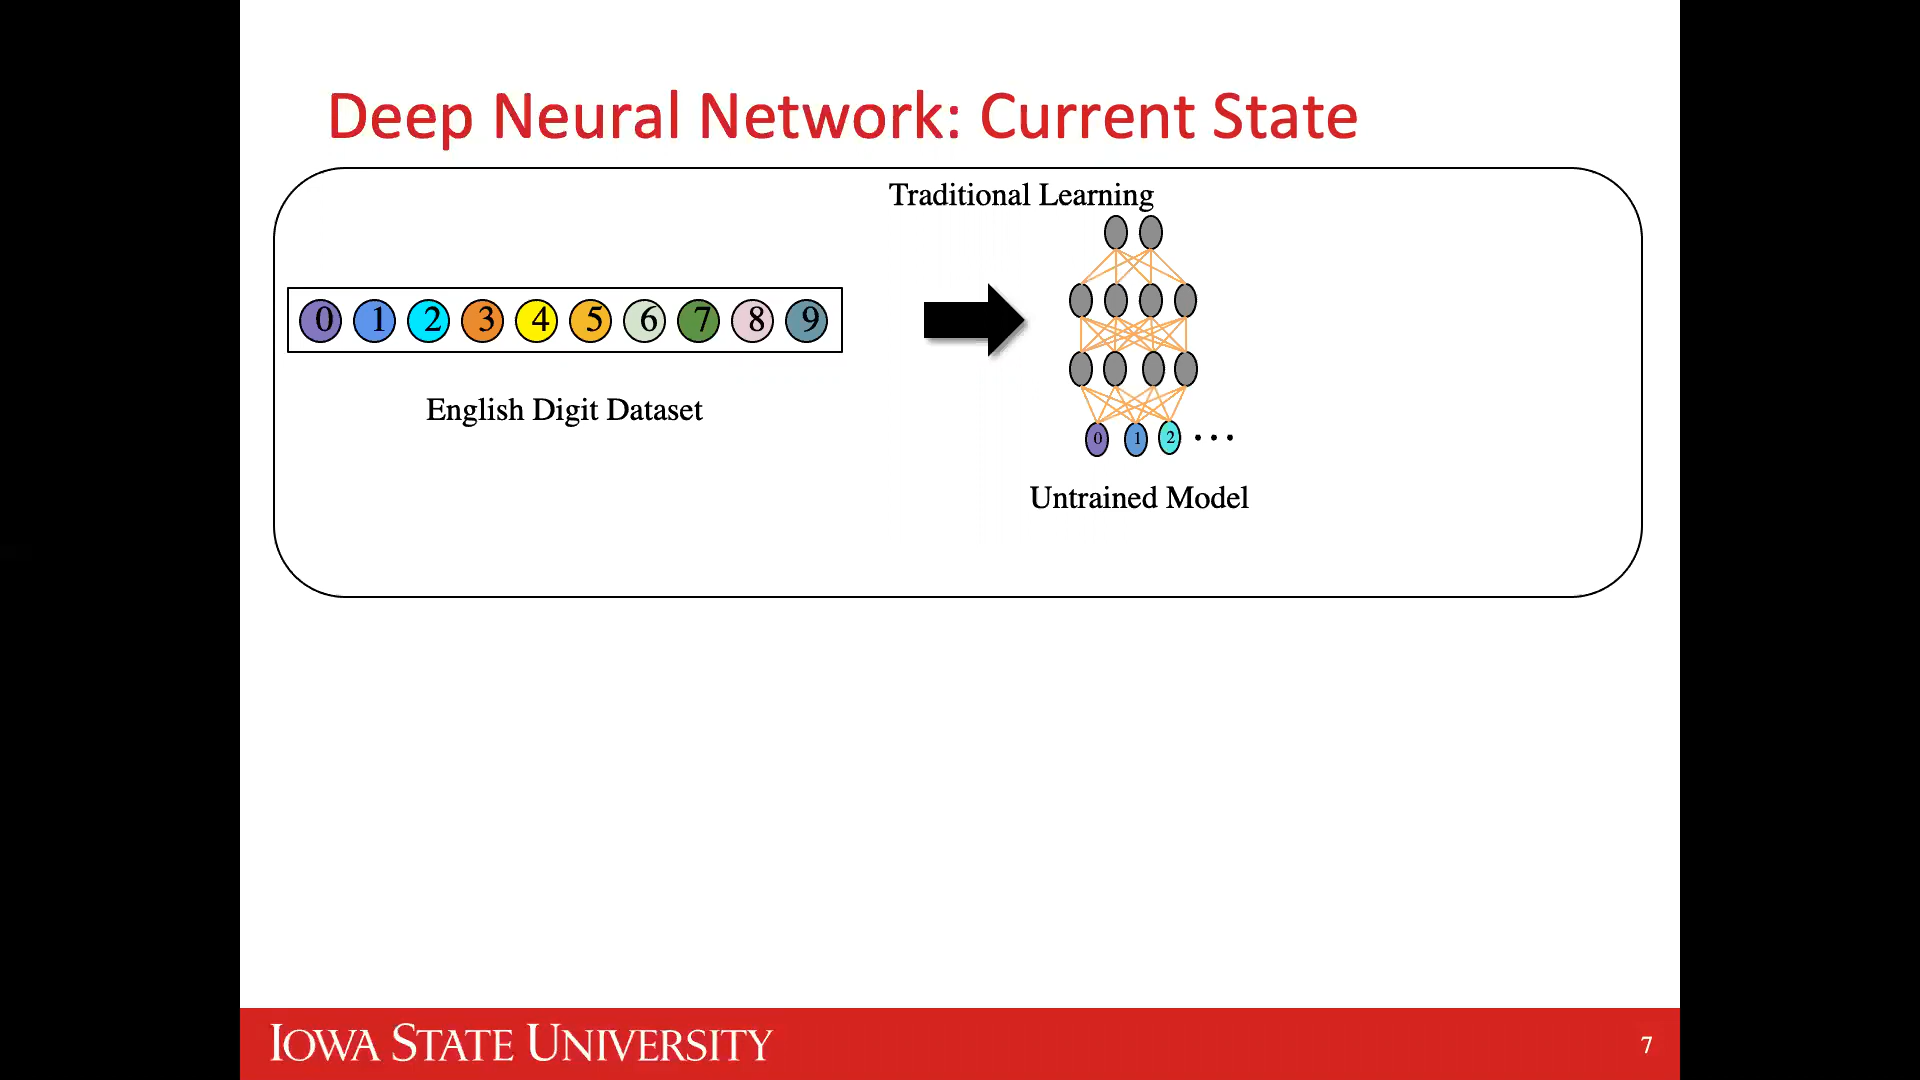 Deep Neural Network: Current State
Traditional Learning
0 1 2 3 4 5 6 7 8 9
English Digit Dataset
0 1 2 ...
Untrained Model
IOWA STATE UNIVERSITY
7